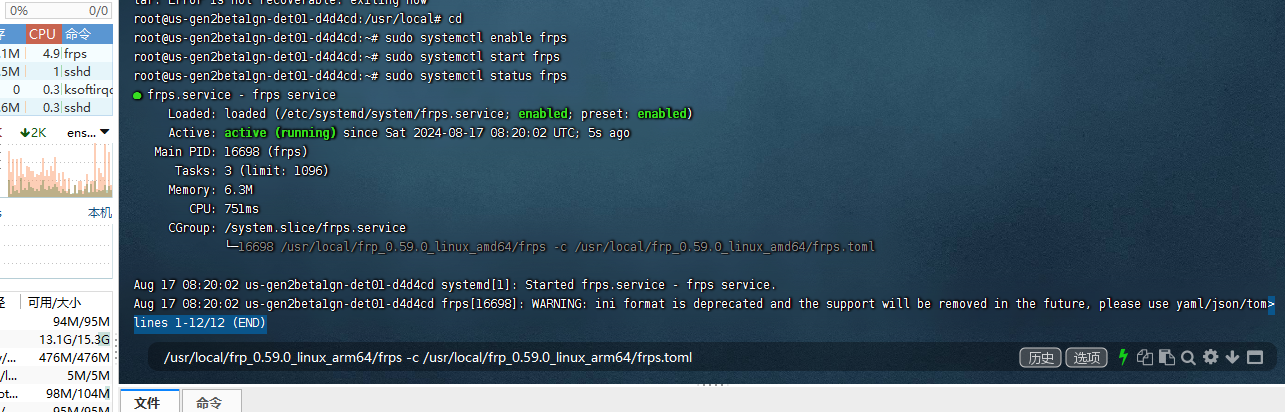 0%
0/0
CPU
命令
.1M
4.9
frps
.5M
1
sshd
0
0.3
ksoftirqd
.6M
0.3
sshd
2K
ens...
本机
可用/大小
94M/95M
13.1G/15.3G
y/...
476M/476M
/l...
5M/5M
ot...
98M/104M
95M/95M
tar: Error is not recoverable: exiting now
root@us-gen2beta1gn-det01-d4d4cd:/usr/local# cd
root@us-gen2beta1gn-det01-d4d4cd:~# sudo systemctl enable frps
root@us-gen2beta1gn-det01-d4d4cd:~# sudo systemctl start frps
root@us-gen2beta1gn-det01-d4d4cd:~# sudo systemctl status frps
● frps.service - frps service
Loaded: loaded (/etc/systemd/system/frps.service; enabled; preset: enabled)
Active: active (running) since Sat 2024-08-17 08:20:02 UTC; 5s ago
Main PID: 16698 (frps)
Tasks: 3 (limit: 1096)
Memory: 6.3M
CPU: 751ms
CGroup: /system.slice/frps.service
└─16698 /usr/local/frp_0.59.0_linux_amd64/frps -c /usr/local/frp_0.59.0_linux_amd64/frps.toml
Aug 17 08:20:02 us-gen2beta1gn-det01-d4d4cd systemd[1]: Started frps.service - frps service.
Aug 17 08:20:02 us-gen2beta1gn-det01-d4d4cd frps[16698]: WARNING: ini format is deprecated and the support will be removed in the future, please use yaml/json/tom>
lines 1-12/12 (END)
/usr/local/frp_0.59.0_linux_arm64/frps -c /usr/local/frp_0.59.0_linux_arm64/frps.toml
历史
选项
文件
命令